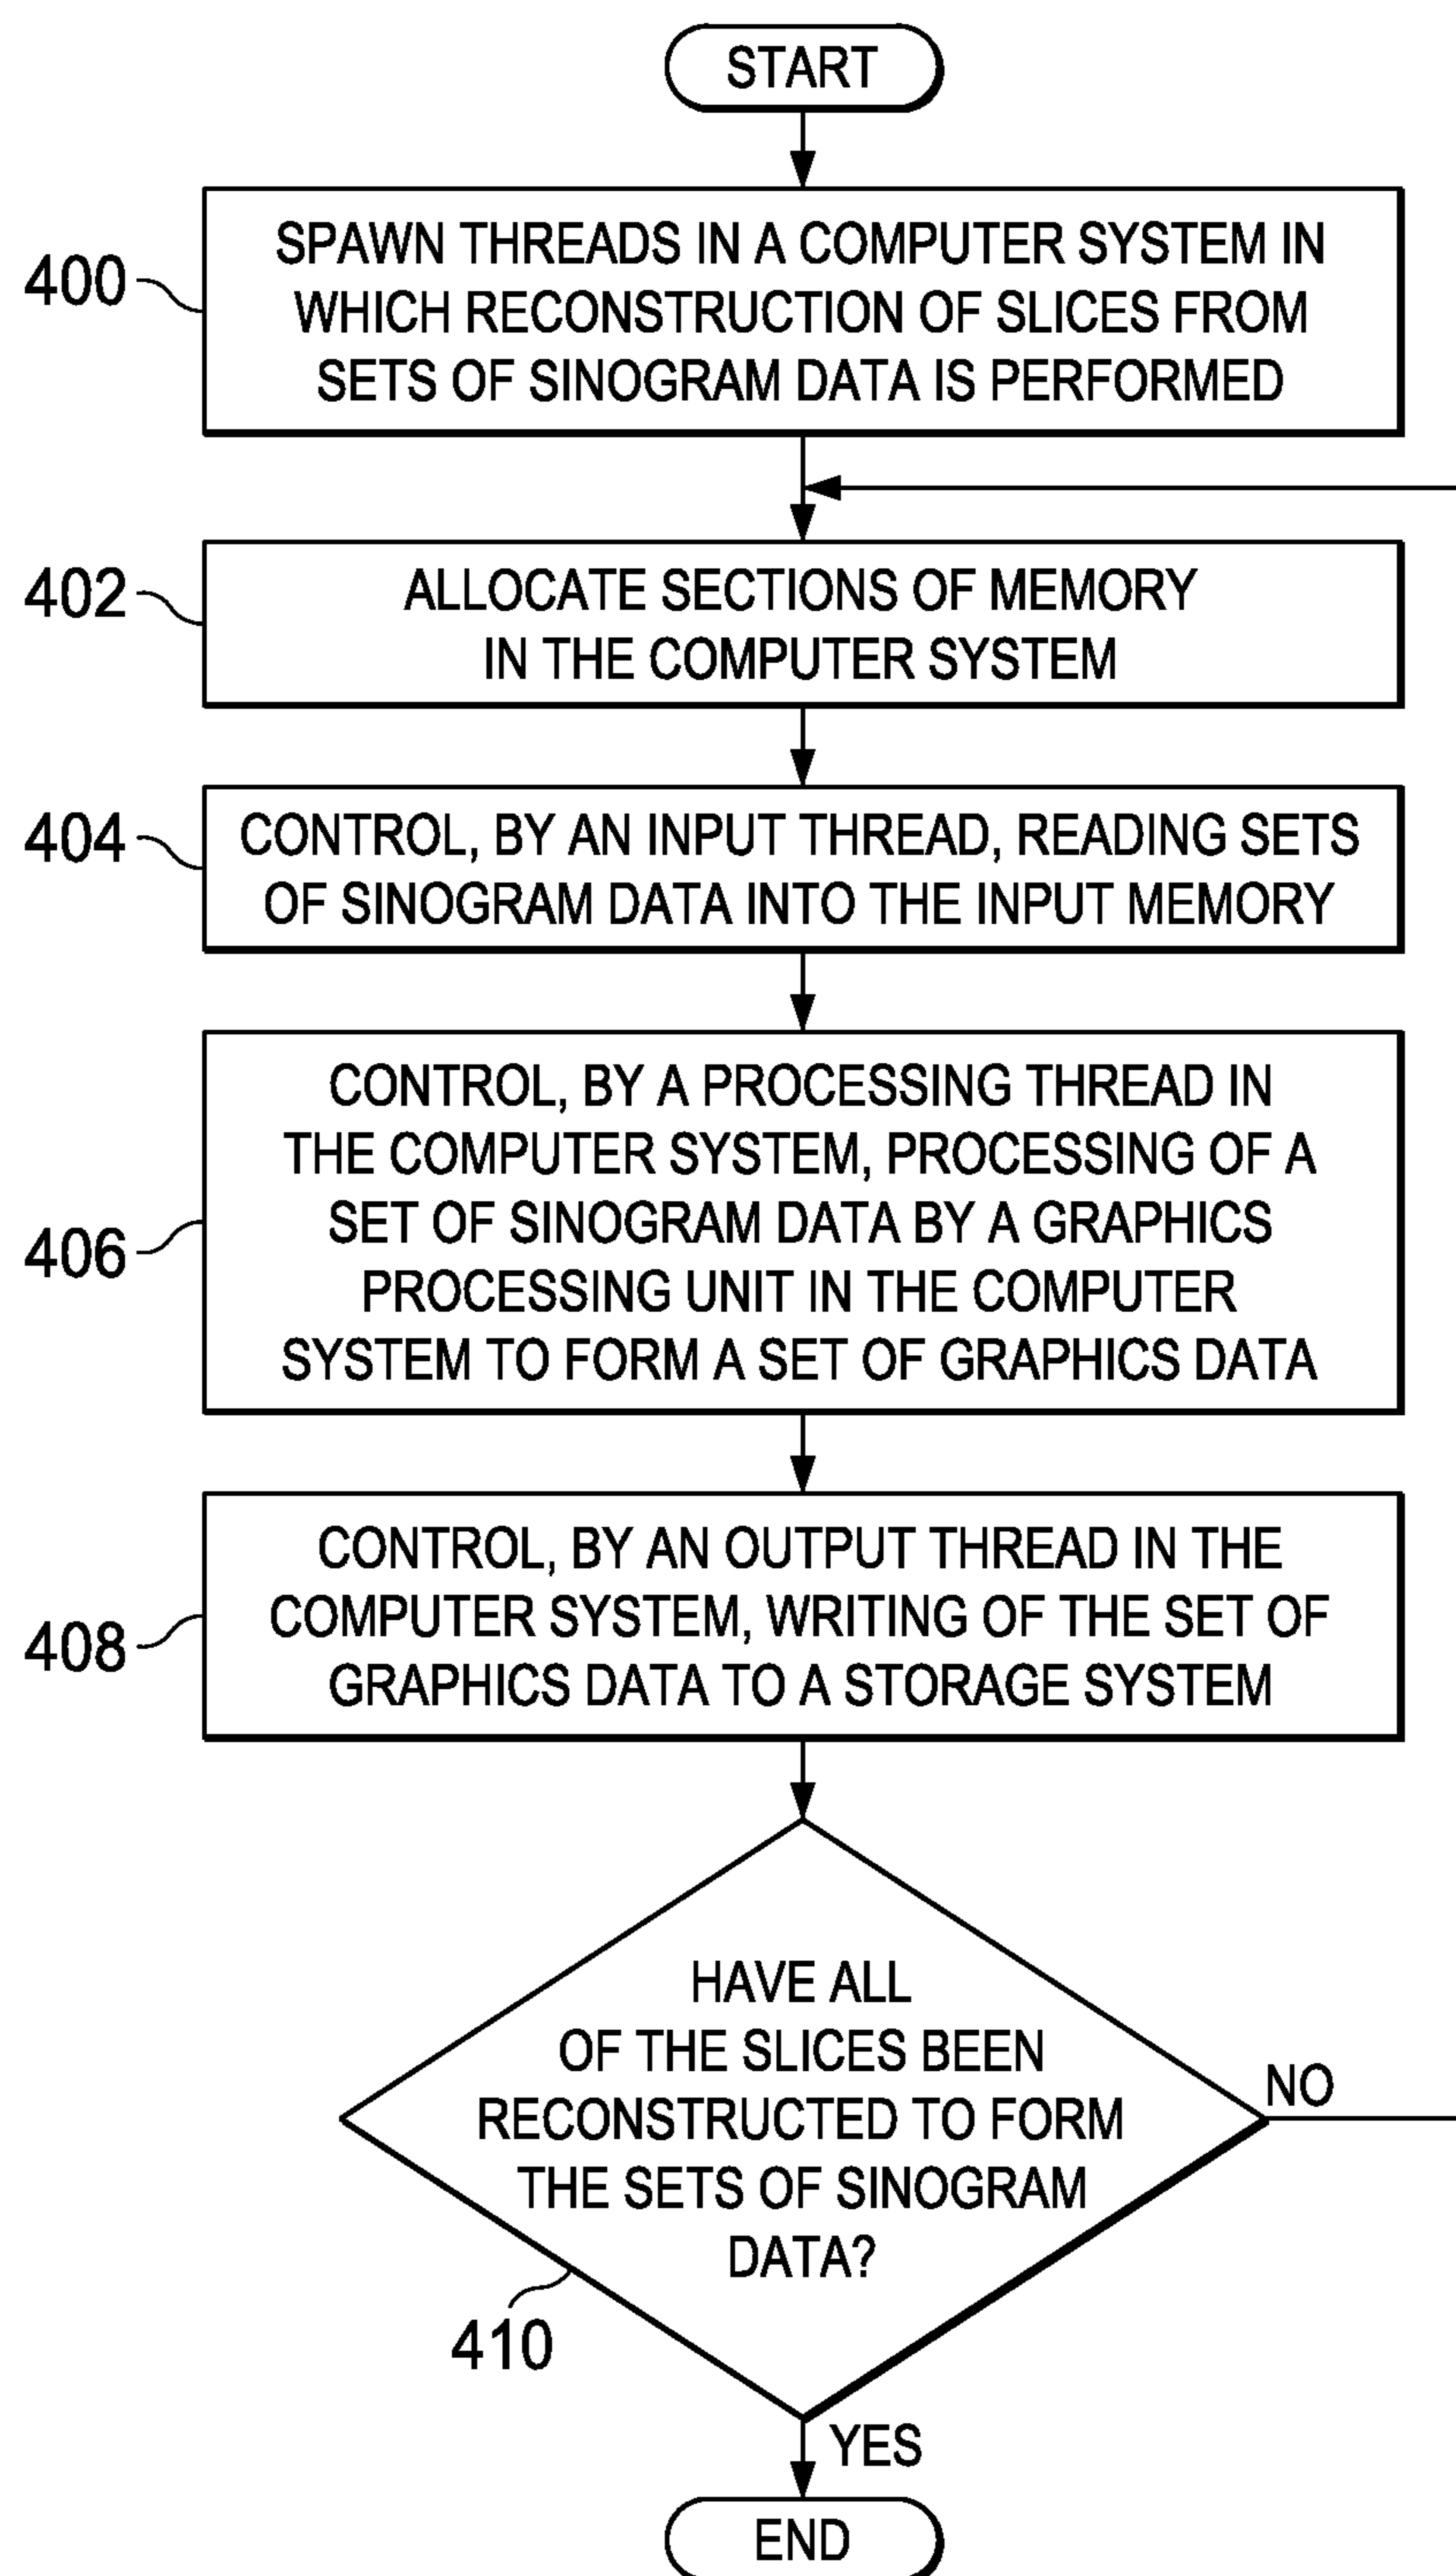 START
400
SPAWN THREADS IN A COMPUTER SYSTEM IN
WHICH RECONSTRUCTION OF SLICES FROM
SETS OF SINOGRAM DATA IS PERFORMED
402
ALLOCATE SECTIONS OF MEMORY
IN THE COMPUTER SYSTEM
404
CONTROL, BY AN INPUT THREAD, READING SETS
OF SINOGRAM DATA INTO THE INPUT MEMORY
406
CONTROL, BY A PROCESSING THREAD IN
THE COMPUTER SYSTEM, PROCESSING OF A
SET OF SINOGRAM DATA BY A GRAPHICS
PROCESSING UNIT IN THE COMPUTER
SYSTEM TO FORM A SET OF GRAPHICS DATA
408
CONTROL, BY AN OUTPUT THREAD IN THE
COMPUTER SYSTEM, WRITING OF THE SET OF
GRAPHICS DATA TO A STORAGE SYSTEM
HAVE ALL
OF THE SLICES BEEN
RECONSTRUCTED TO FORM
THE SETS OF SINOGRAM
DATA?
NO
410
YES
END